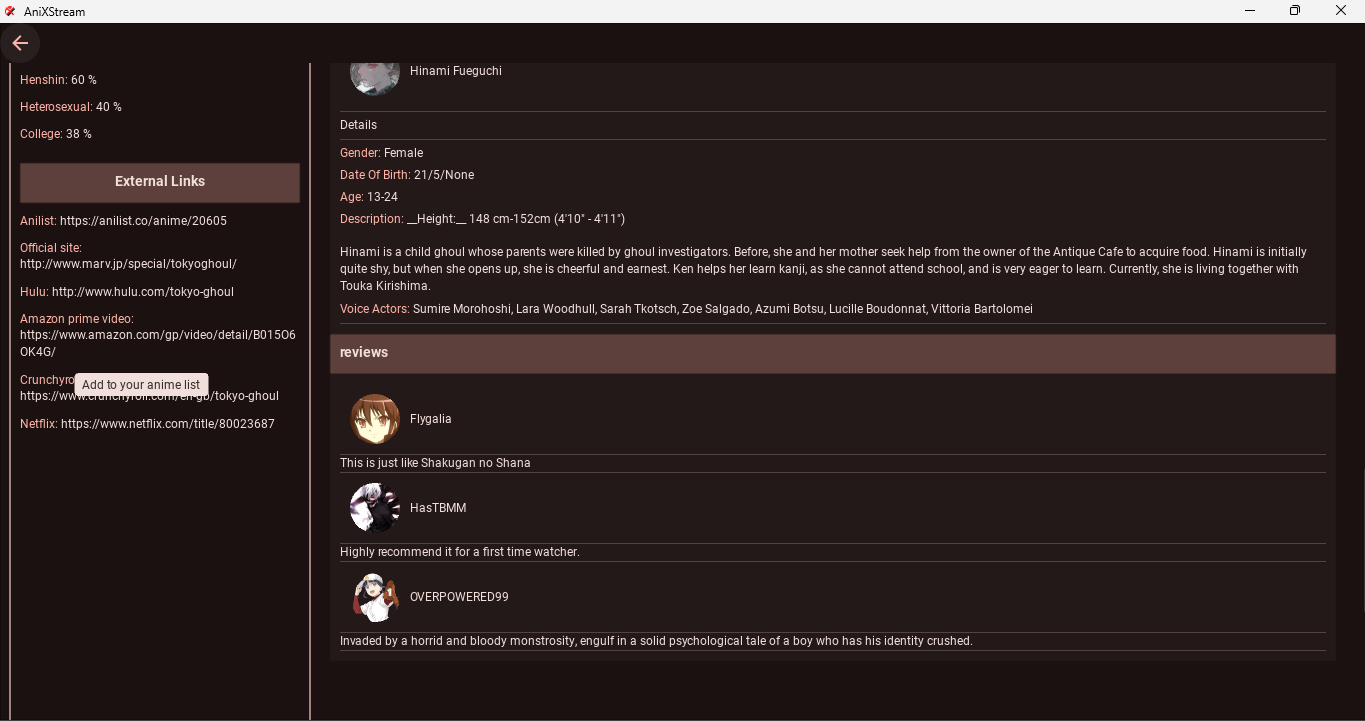 AniXStream
Henshin: 60 %
Heterosexual: 40 %
College: 38 %
External Links
Anilist: https://anilist.co/anime/20605
Official site:
http://www.marv.jp/special/tokyoghoul/
Hulu: http://www.hulu.com/tokyo-ghoul
Amazon prime video:
https://www.amazon.com/gp/video/detail/B015O6
OK4G/
Crunchyro
Add to your anime list
https://www.crunchyroll.com/en-gb/tokyo-ghoul
Netflix: https://www.netflix.com/title/80023687
Hinami Fueguchi
Details
Gender: Female
Date Of Birth: 21/5/None
Age: 13-24
Description: __Height:__ 148 cm-152cm (4'10" - 4'11")
Hinami is a child ghoul whose parents were killed by ghoul investigators. Before, she and her mother seek help from the owner of the Antique Cafe to acquire food. Hinami is initially
quite shy, but when she opens up, she is cheerful and earnest. Ken helps her learn kanji, as she cannot attend school, and is very eager to learn. Currently, she is living together with
Touka Kirishima.
Voice Actors: Sumire Morohoshi, Lara Woodhull, Sarah Tkotsch, Zoe Salgado, Azumi Botsu, Lucille Boudonnat, Vittoria Bartolomei
reviews
Flygalia
This is just like Shakugan no Shana
HasTBMM
Highly recommend it for a first time watcher.
OVERPOWERED99
Invaded by a horrid and bloody monstrosity, engulf in a solid psychological tale of a boy who has his identity crushed.